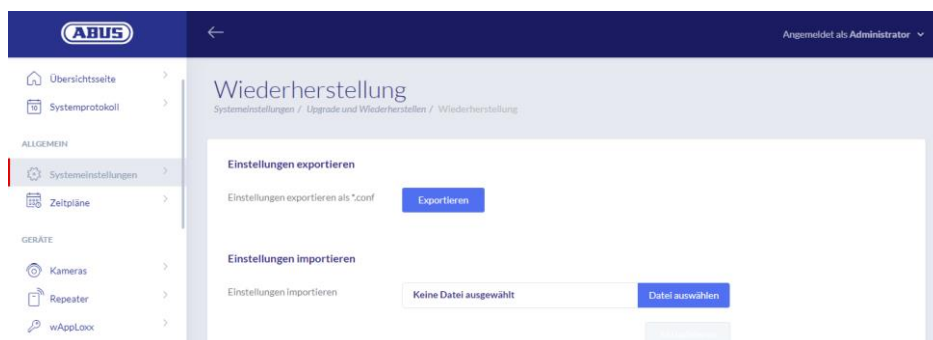 ABUS
Angemeldet als Administrator
Übersichtsseite
Systemprotokoll
Wiederherstellung
Systemeinstellungen / Upgrade und Wiederherstellen / Wiederherstellung
ALLGEMEIN
Systemeinstellungen
Zeitpläne
GERÄTE
Kameras
Repeater
wAppLoxx
Einstellungen exportieren
Einstellungen exportieren als *.conf
Exportieren
Einstellungen importieren
Einstellungen importieren
Keine Datei ausgewählt
Datei auswählen